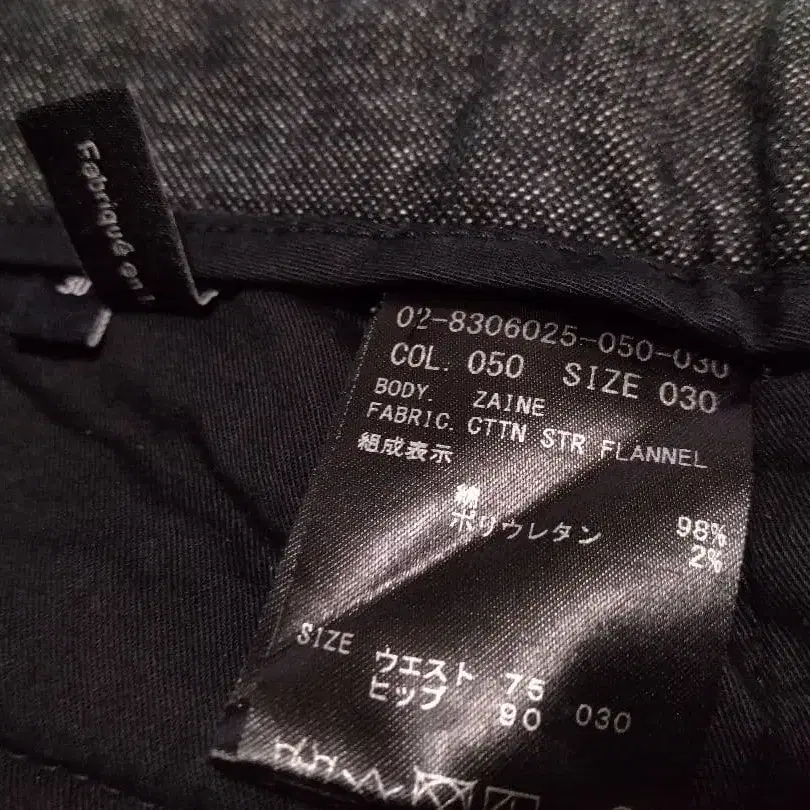 Fabriqué en
02-8306025-050-030
COL. 050 SIZE 030
BODY. ZAINE
FABRIC. CTTN STR FLANNEL
組成表示
綿 98%
ポリウレタン 2%
SIZE ウエスト 75
ヒップ 90 030